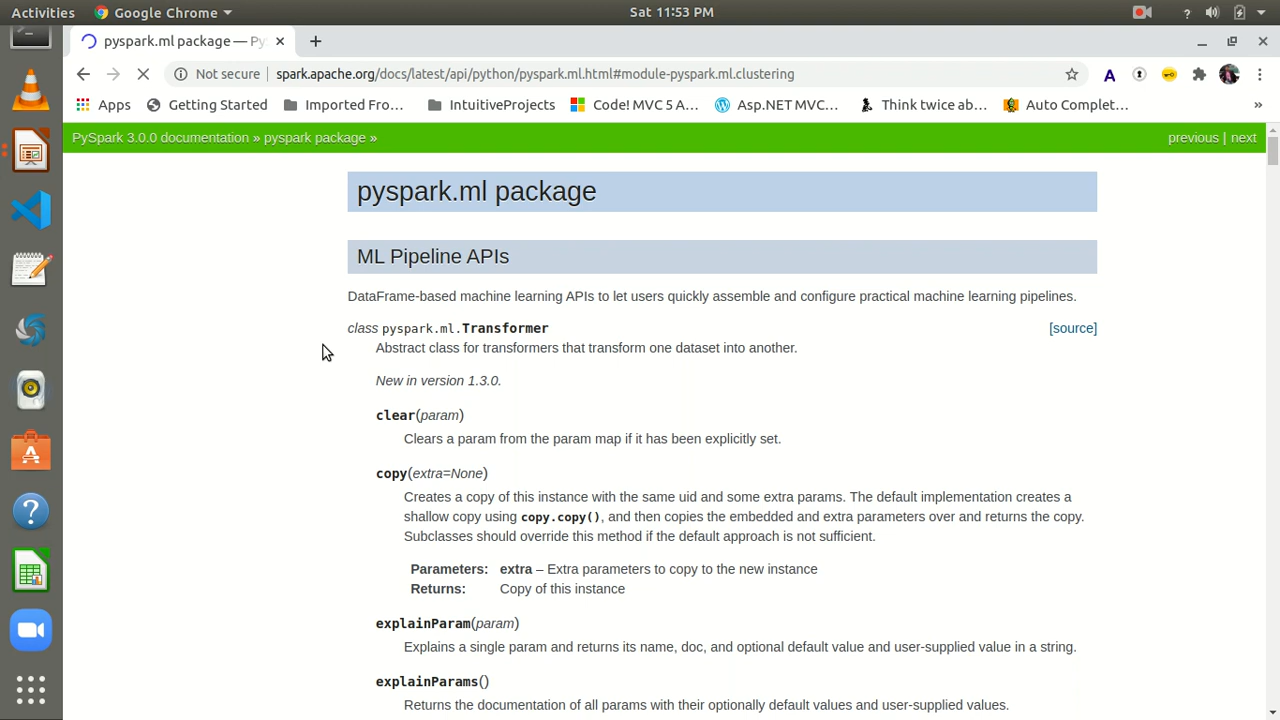 Activities Google Chrome Sat 11:53 PM ?
pyspark.ml package — Py
Not secure spark.apache.org/docs/latest/api/python/pyspark.ml.html#module-pyspark.ml.clustering A
Apps Getting Started Imported Fro... IntuitiveProjects Code! MVC 5 A... Asp.NET MVC... Think twice ab... Auto Complet... »
PySpark 3.0.0 documentation » pyspark package » previous | next
pyspark.ml package
ML Pipeline APIs
DataFrame-based machine learning APIs to let users quickly assemble and configure practical machine learning pipelines.
class pyspark.ml.Transformer [source]
Abstract class for transformers that transform one dataset into another.
New in version 1.3.0.
clear(param)
Clears a param from the param map if it has been explicitly set.
copy(extra=None)
Creates a copy of this instance with the same uid and some extra params. The default implementation creates a
shallow copy using copy.copy(), and then copies the embedded and extra parameters over and returns the copy.
Subclasses should override this method if the default approach is not sufficient.
Parameters: extra – Extra parameters to copy to the new instance
Returns: Copy of this instance
explainParam(param)
Explains a single param and returns its name, doc, and optional default value and user-supplied value in a string.
explainParams()
Returns the documentation of all params with their optionally default values and user-supplied values.